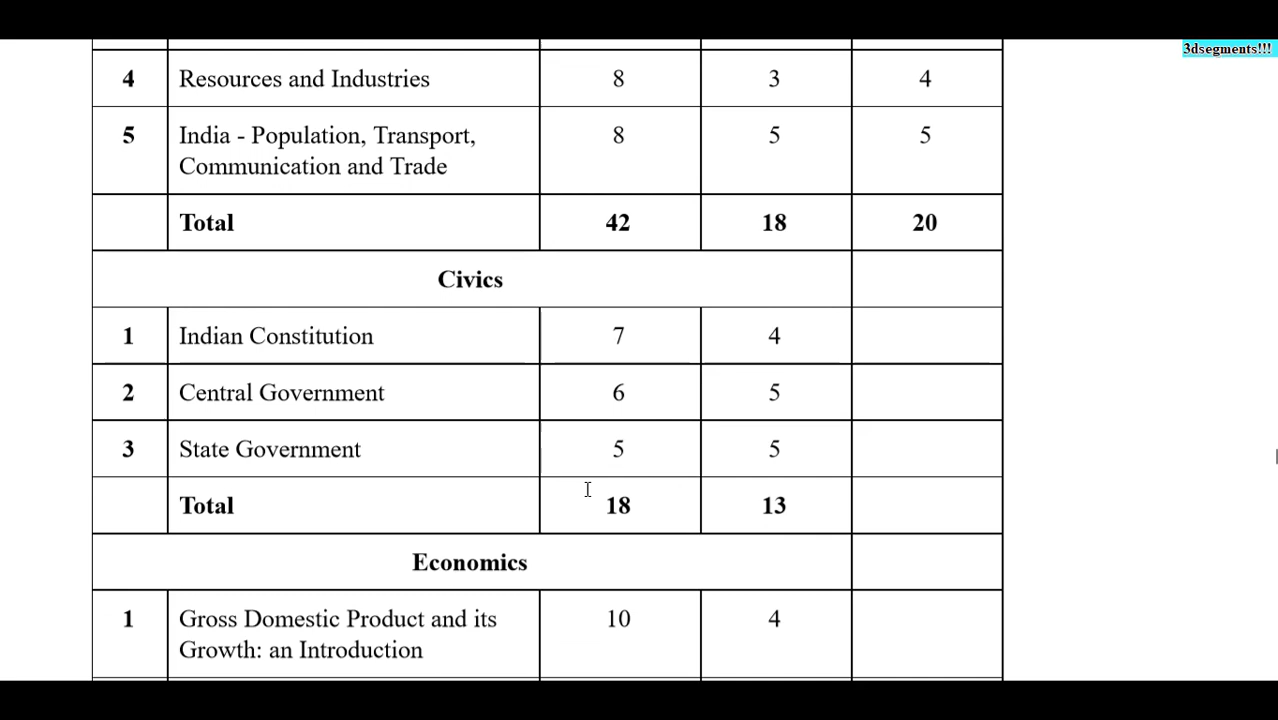 3dsegments!!!
4 Resources and Industries 8 3 4
5 India - Population, Transport, 8 5 5
Communication and Trade
Total 42 18 20
Civics
1 Indian Constitution 7 4
2 Central Government 6 5
3 State Government 5 5
Total 18 13
Economics
1 Gross Domestic Product and its 10 4
Growth: an Introduction